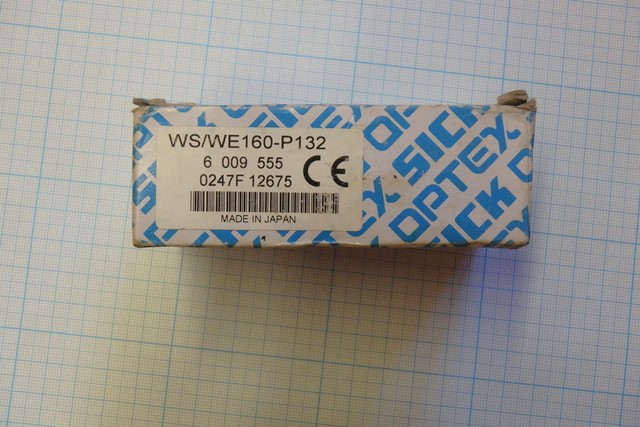 WS/WE160-P132
6 009 555
0247F 12675
CE
MADE IN JAPAN
SICK
OPTEX
SICK